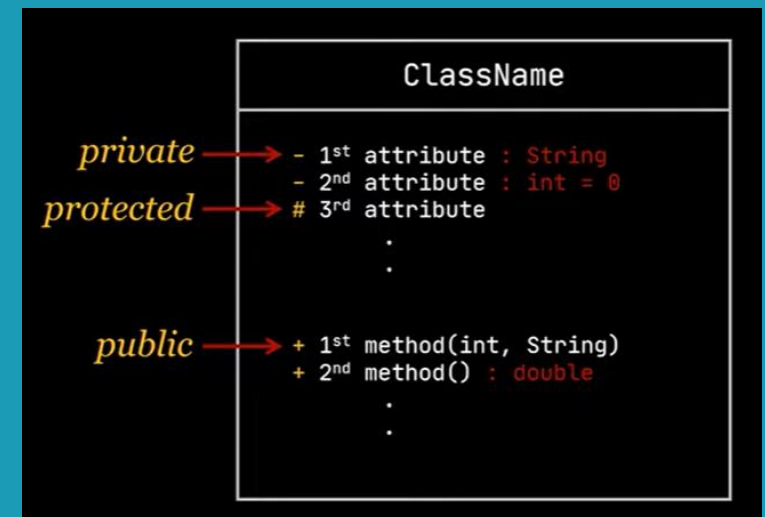 ClassName
private
- 1st attribute : String
- 2nd attribute : int = 0
protected
# 3rd attribute
.
.
public
+ 1st method(int, String)
+ 2nd method() : double
.
.